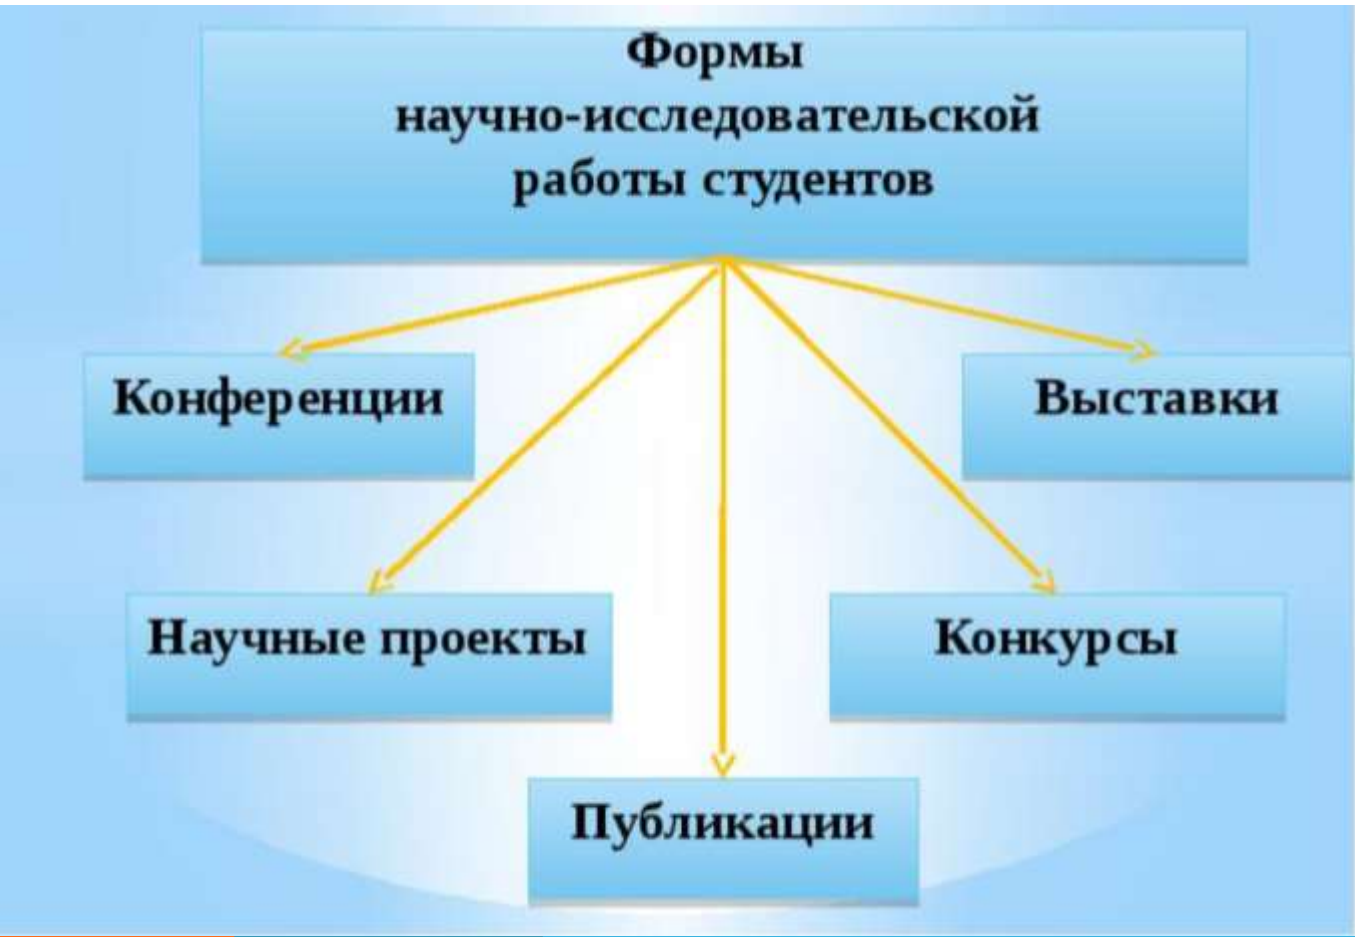 Формы
научно-исследовательской
работы студентов
Конференции
Выставки
Научные проекты
Конкурсы
Публикации